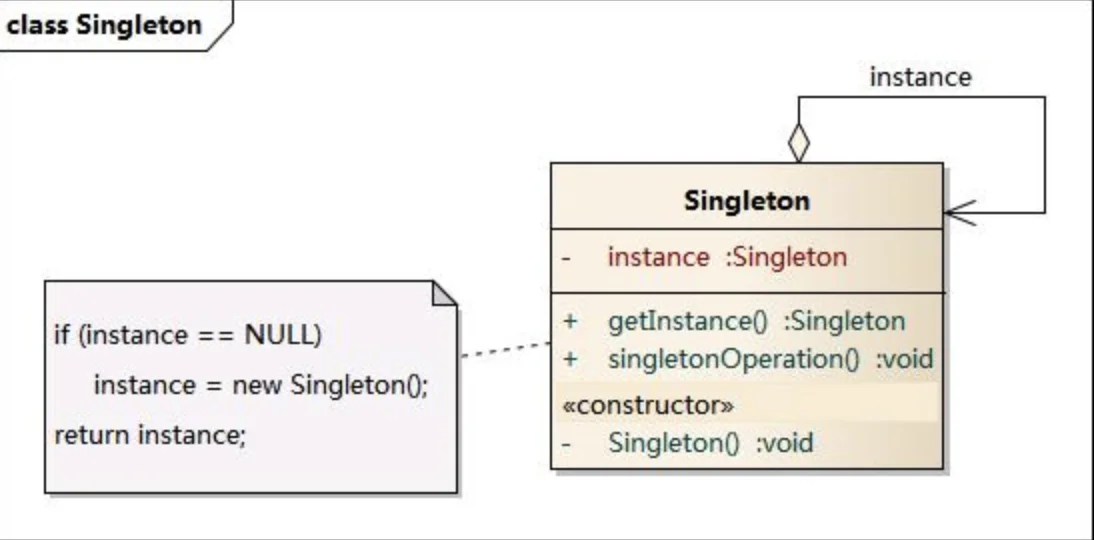 class Singleton
instance
Singleton
- instance :Singleton
+ getInstance() :Singleton
+ singletonOperation() :void
«constructor»
- Singleton() :void
if (instance == NULL)
instance = new Singleton();
return instance;